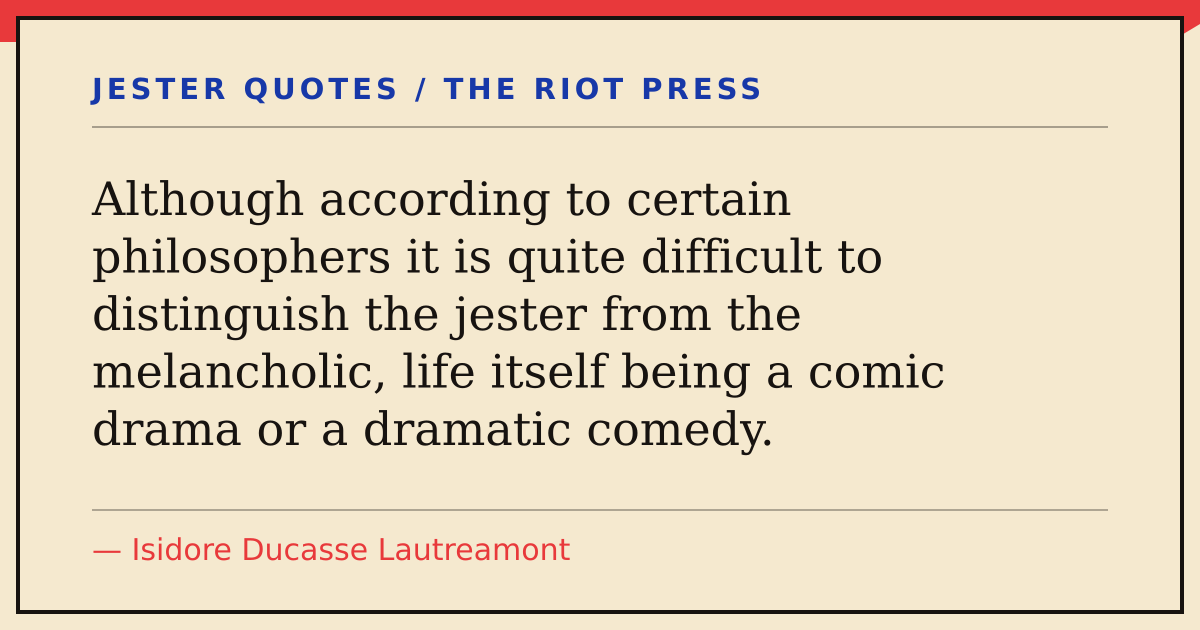 JESTER QUOTES / THE RIOT PRESS
Although according to certain
philosophers it is quite difficult to
distinguish the jester from the
melancholic, life itself being a comic
drama or a dramatic comedy.
— Isidore Ducasse Lautreamont